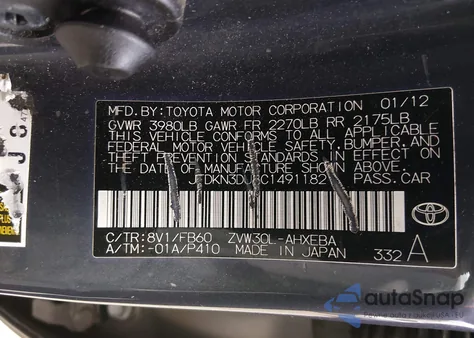 MFD. BY: TOYOTA MOTOR CORPORATION 01/12
GVWR 3980LB GAWR FR 2270LB RR 2175LB
THIS VEHICLE CONFORMS TO ALL APPLICABLE
FEDERAL MOTOR VEHICLE SAFETY, BUMPER, AND
THEFT PREVENTION STANDARDS IN EFFECT ON
THE DATE OF MANUFACTURE SHOWN ABOVE.
PASS. CAR
C/TR: 8V1/FB60 ZVW30L-AHXEBA
A/TM: -01A/P410 MADE IN JAPAN 332 A
TOYOTA
autoSnap